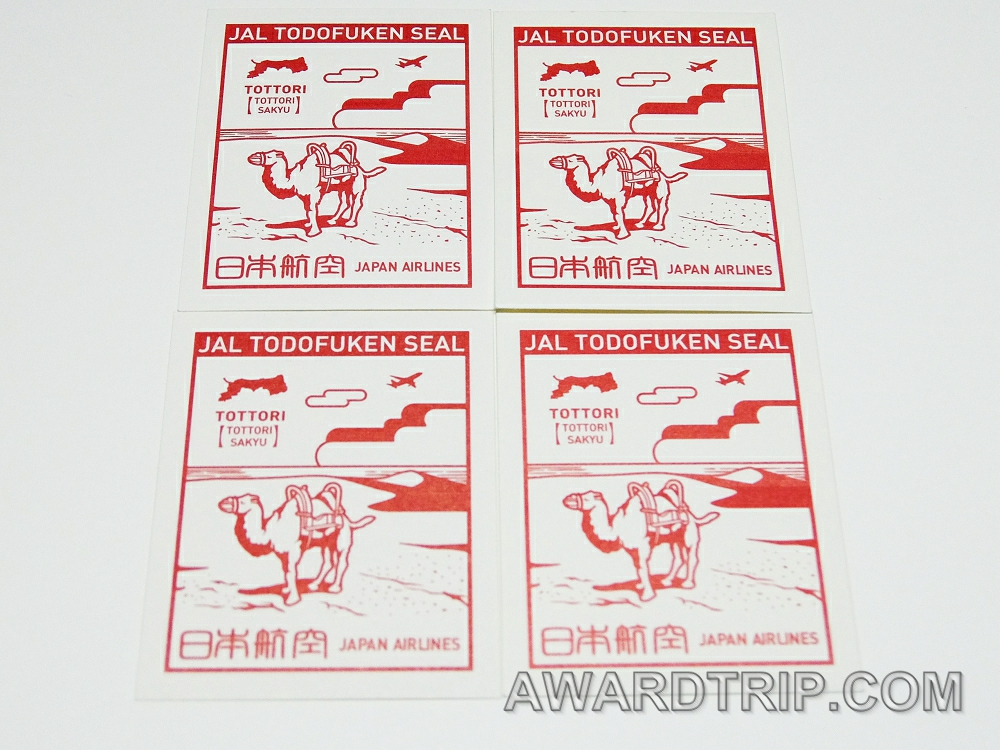 JAL TODOFUKEN SEAL
TOTTORI
[TOTTORI
SAKYU]
日本航空 JAPAN AIRLINES
JAL TODOFUKEN SEAL
TOTTORI
[TOTTORI
SAKYU]
日本航空 JAPAN AIRLINES
JAL TODOFUKEN SEAL
TOTTORI
[TOTTORI
SAKYU]
日本航空 JAPAN AIRLINES
JAL TODOFUKEN SEAL
TOTTORI
[TOTTORI
SAKYU]
日本航空 JAPAN AIRLINES
AWARDTRIP.COM